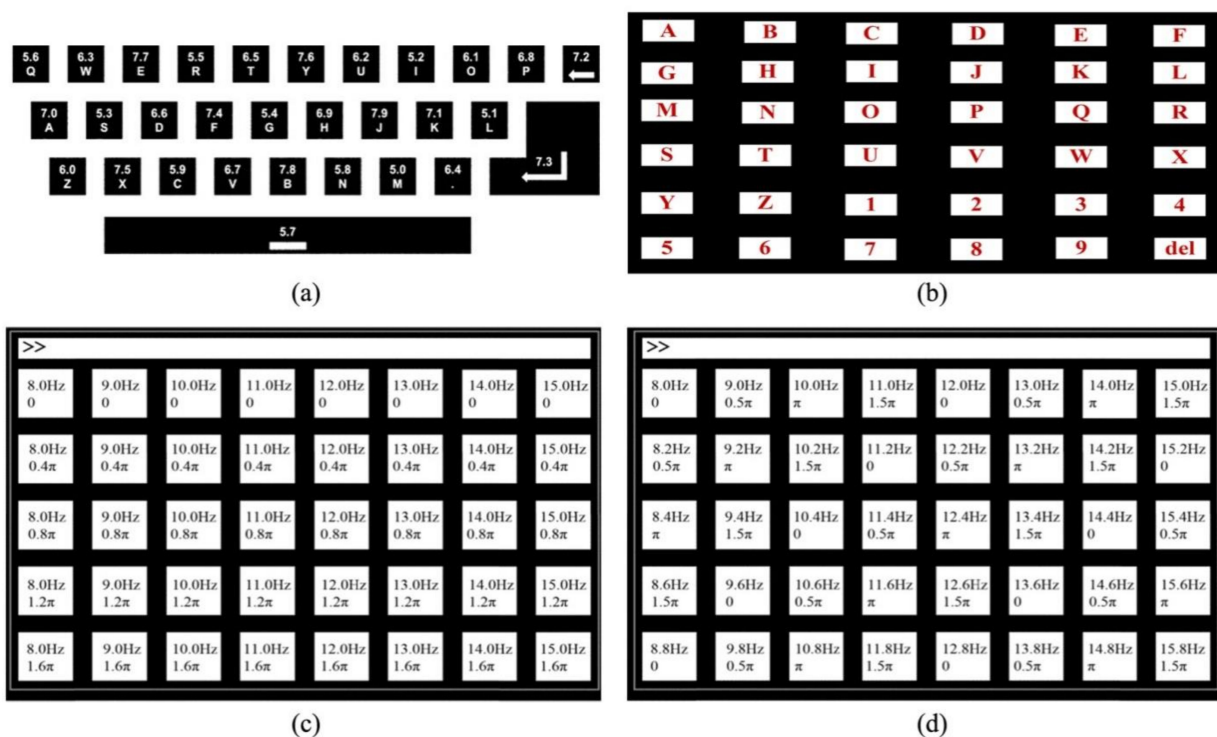 5.6 6.3 7.7 5.5 6.5 7.6 6.2 5.2 6.1 6.8 7.2
Q W E R T Y U I O P
7.0 5.3 6.6 7.4 5.4 6.9 7.9 7.1 5.1
A S D F G H J K L
7.3
6.0 7.5 5.9 6.7 7.8 5.8 5.0 6.4
Z X C V B N M .
5.7
(a)
A B C D E F
G H I J K L
M N O P Q R
S T U V W X
Y Z 1 2 3 4
5 6 7 8 9 del
(b)
>>
8.0Hz 9.0Hz 10.0Hz 11.0Hz 12.0Hz 13.0Hz 14.0Hz 15.0Hz
0 0 0 0 0 0 0 0
8.0Hz 9.0Hz 10.0Hz 11.0Hz 12.0Hz 13.0Hz 14.0Hz 15.0Hz
0.4π 0.4π 0.4π 0.4π 0.4π 0.4π 0.4π 0.4π
8.0Hz 9.0Hz 10.0Hz 11.0Hz 12.0Hz 13.0Hz 14.0Hz 15.0Hz
0.8π 0.8π 0.8π 0.8π 0.8π 0.8π 0.8π 0.8π
8.0Hz 9.0Hz 10.0Hz 11.0Hz 12.0Hz 13.0Hz 14.0Hz 15.0Hz
1.2π 1.2π 1.2π 1.2π 1.2π 1.2π 1.2π 1.2π
8.0Hz 9.0Hz 10.0Hz 11.0Hz 12.0Hz 13.0Hz 14.0Hz 15.0Hz
1.6π 1.6π 1.6π 1.6π 1.6π 1.6π 1.6π 1.6π
(c)
>>
8.0Hz 9.0Hz 10.0Hz 11.0Hz 12.0Hz 13.0Hz 14.0Hz 15.0Hz
0 0.5π π 1.5π 0 0.5π π 1.5π
8.2Hz 9.2Hz 10.2Hz 11.2Hz 12.2Hz 13.2Hz 14.2Hz 15.2Hz
0.5π π 1.5π 0 0.5π π 1.5π 0
8.4Hz 9.4Hz 10.4Hz 11.4Hz 12.4Hz 13.4Hz 14.4Hz 15.4Hz
π 1.5π 0 0.5π π 1.5π 0 0.5π
8.6Hz 9.6Hz 10.6Hz 11.6Hz 12.6Hz 13.6Hz 14.6Hz 15.6Hz
1.5π 0 0.5π π 1.5π 0 0.5π π
8.8Hz 9.8Hz 10.8Hz 11.8Hz 12.8Hz 13.8Hz 14.8Hz 15.8Hz
0 0.5π π 1.5π 0 0.5π π 1.5π
(d)